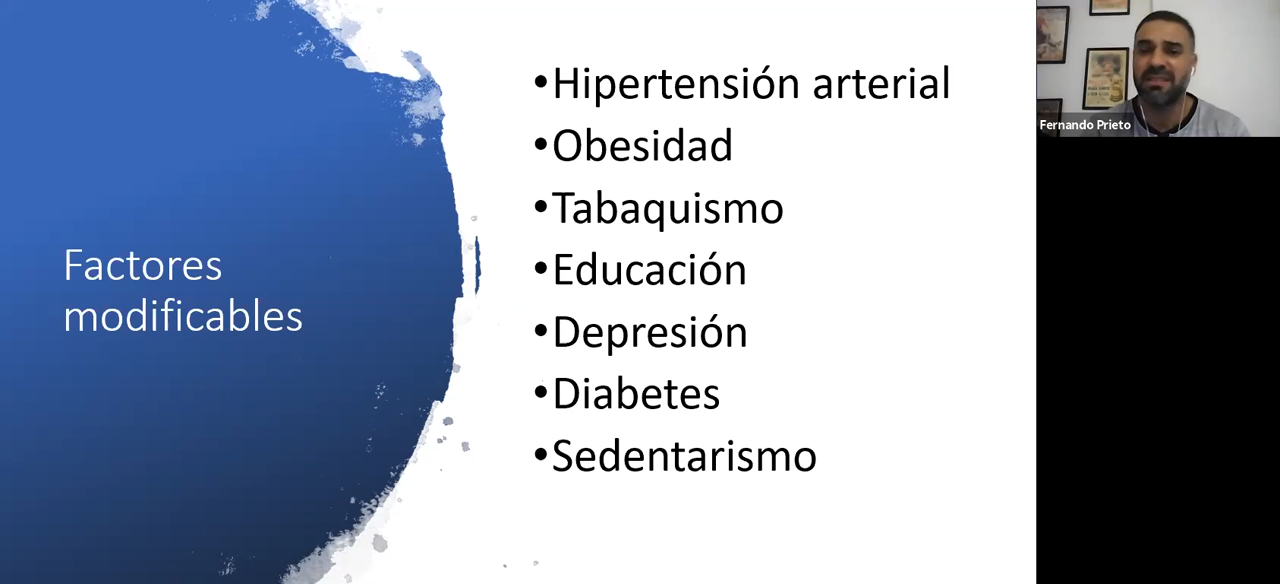 Factores
modificables
•Hipertensión arterial
•Obesidad
•Tabaquismo
•Educación
•Depresión
•Diabetes
•Sedentarismo
Fernando Prieto